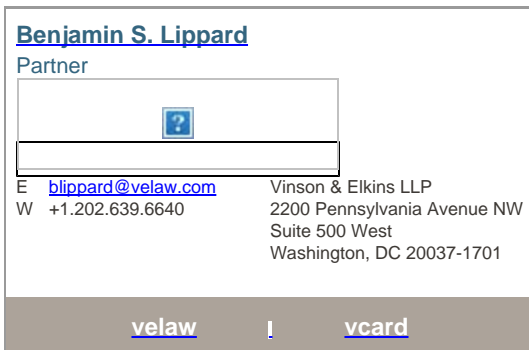 Benjamin S. Lippard
Partner
E blippard@velaw.com
W +1.202.639.6640
Vinson & Elkins LLP
2200 Pennsylvania Avenue NW
Suite 500 West
Washington, DC 20037-1701
velaw | vcard